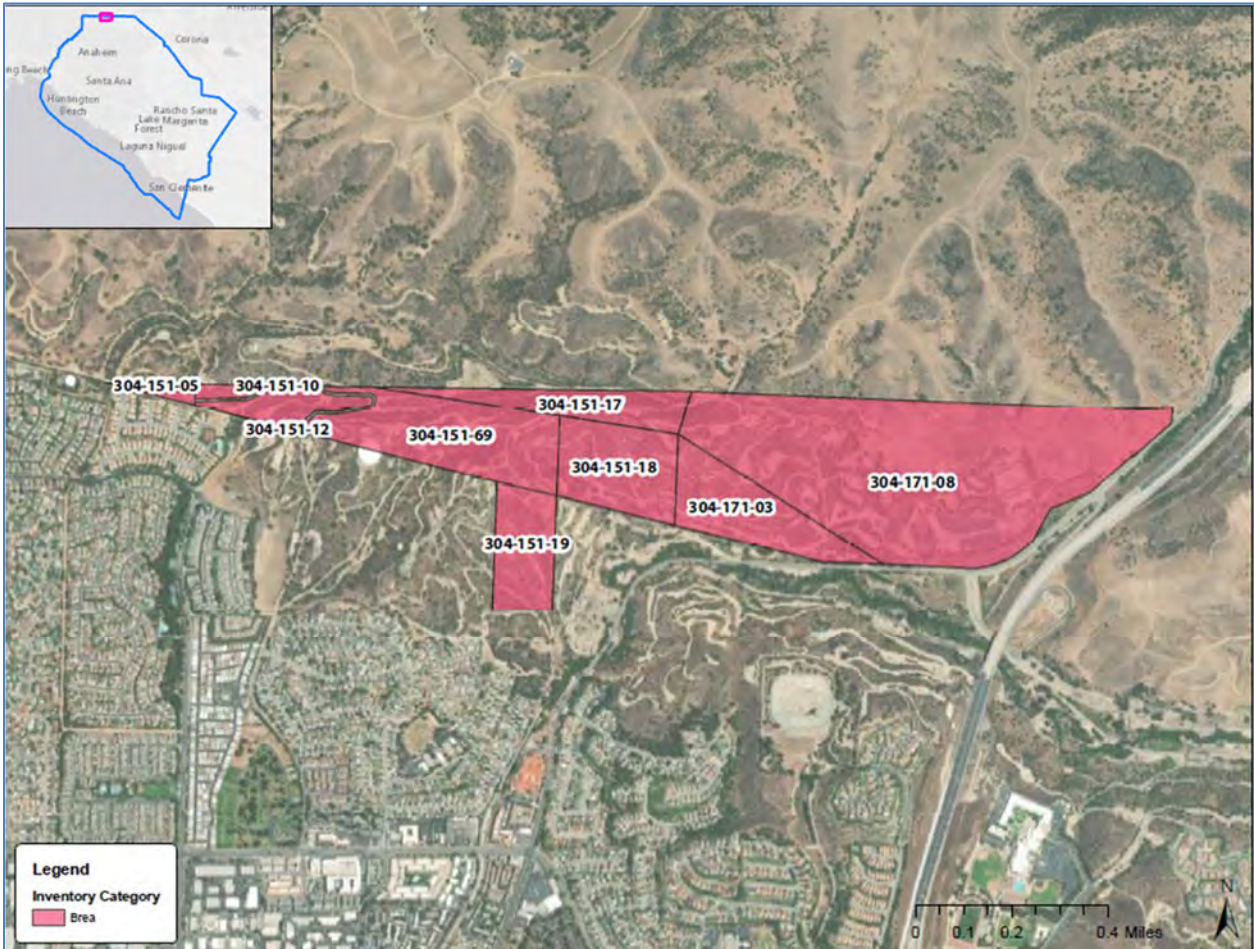 Riverside
Corona
Anaheim
ng Beach
Santa Ana
Huntington
Beach
Rancho Santa
Lake Margarita
Forest
Laguna Niguel
San Clemente
304-151-05
304-151-10
304-151-17
304-151-12
304-151-69
304-151-18
304-171-08
304-171-03
304-151-19
Legend
Inventory Category
Brea
N
0 0.1 0.2 0.4 Miles